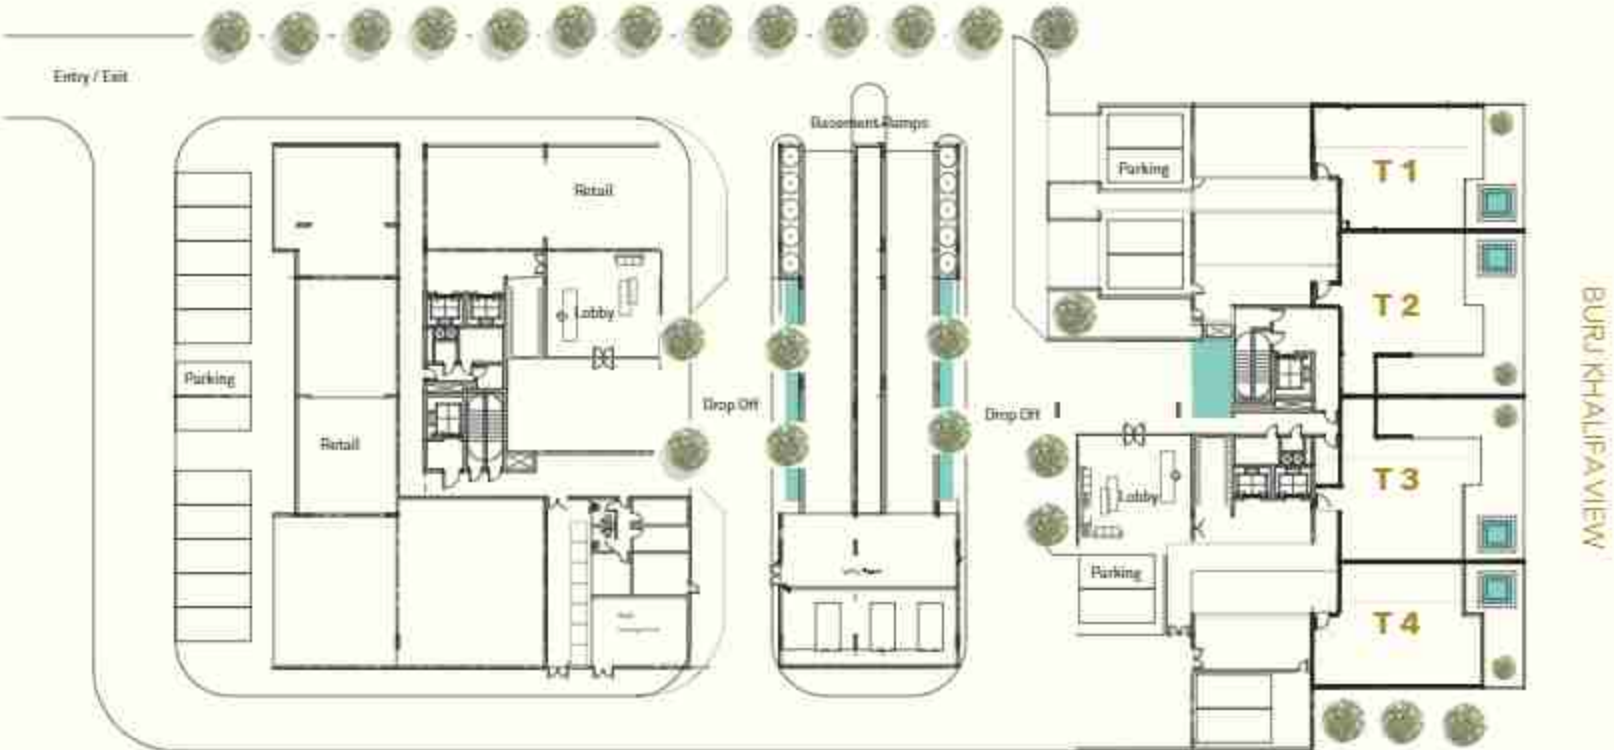 Entry / Exit
Basement Ramps
Retail
Parking
T 1
Lobby
T 2
Parking
Drop Off
Drop Off
Retail
T 3
Lobby
Parking
T 4
BURJ KHALIFA VIEW